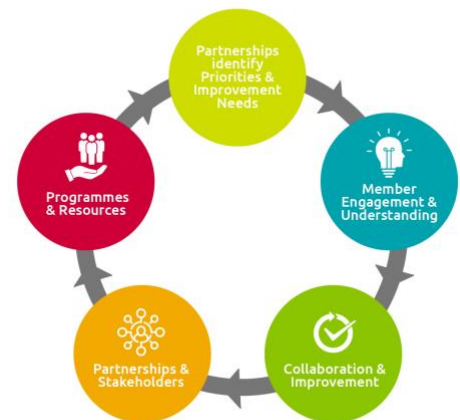 Partnerships
identify
Priorities &
Improvement
Needs
Member
Engagement &
Understanding
Collaboration &
Improvement
Partnerships &
Stakeholders
Programmes
& Resources